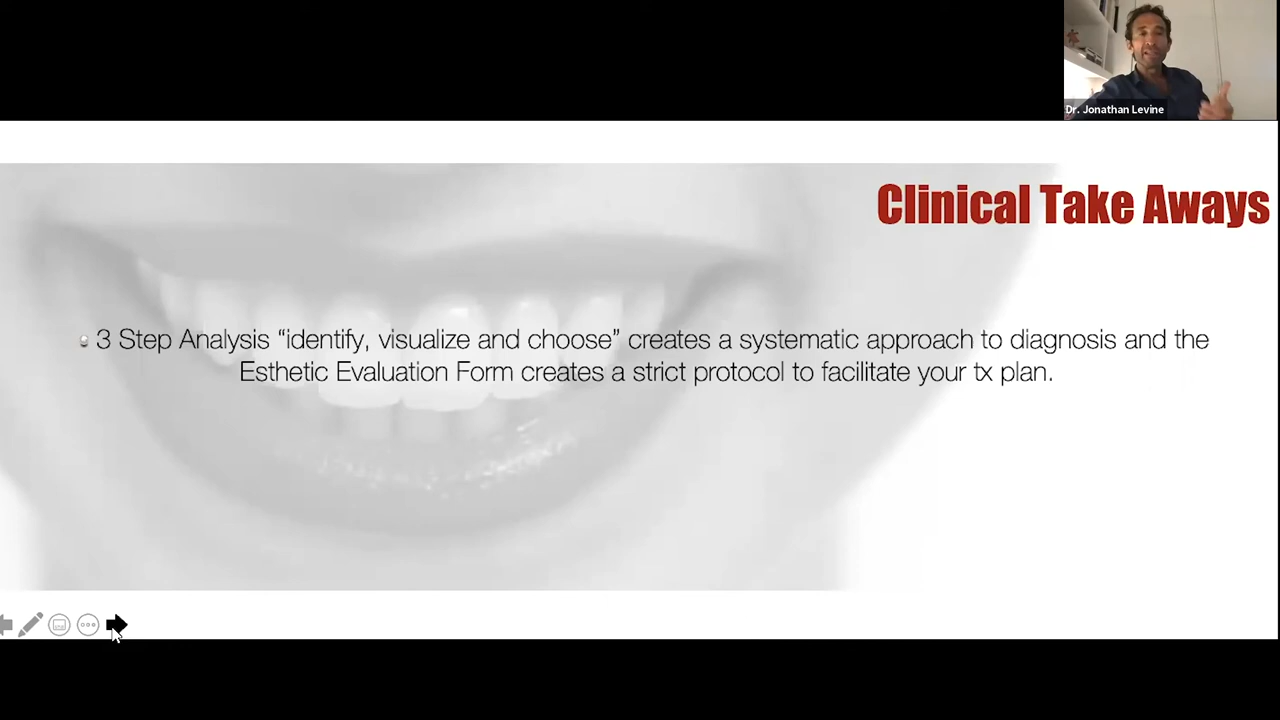 Dr. Jonathan Levine
Clinical Take Aways
3 Step Analysis “identify, visualize and choose” creates a systematic approach to diagnosis and the
Esthetic Evaluation Form creates a strict protocol to facilitate your tx plan.